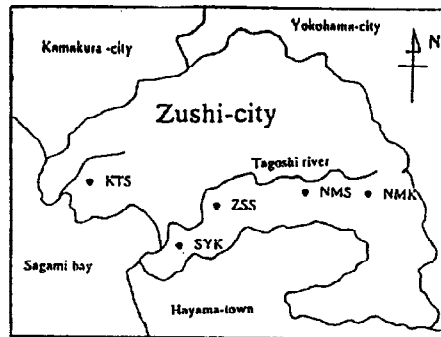 Yokohama-city
Kamakura -city
N
Zushi-city
Tagoshi river
KTS
NMS
NMK
ZSS
SYK
Sagami bay
Hayama-town